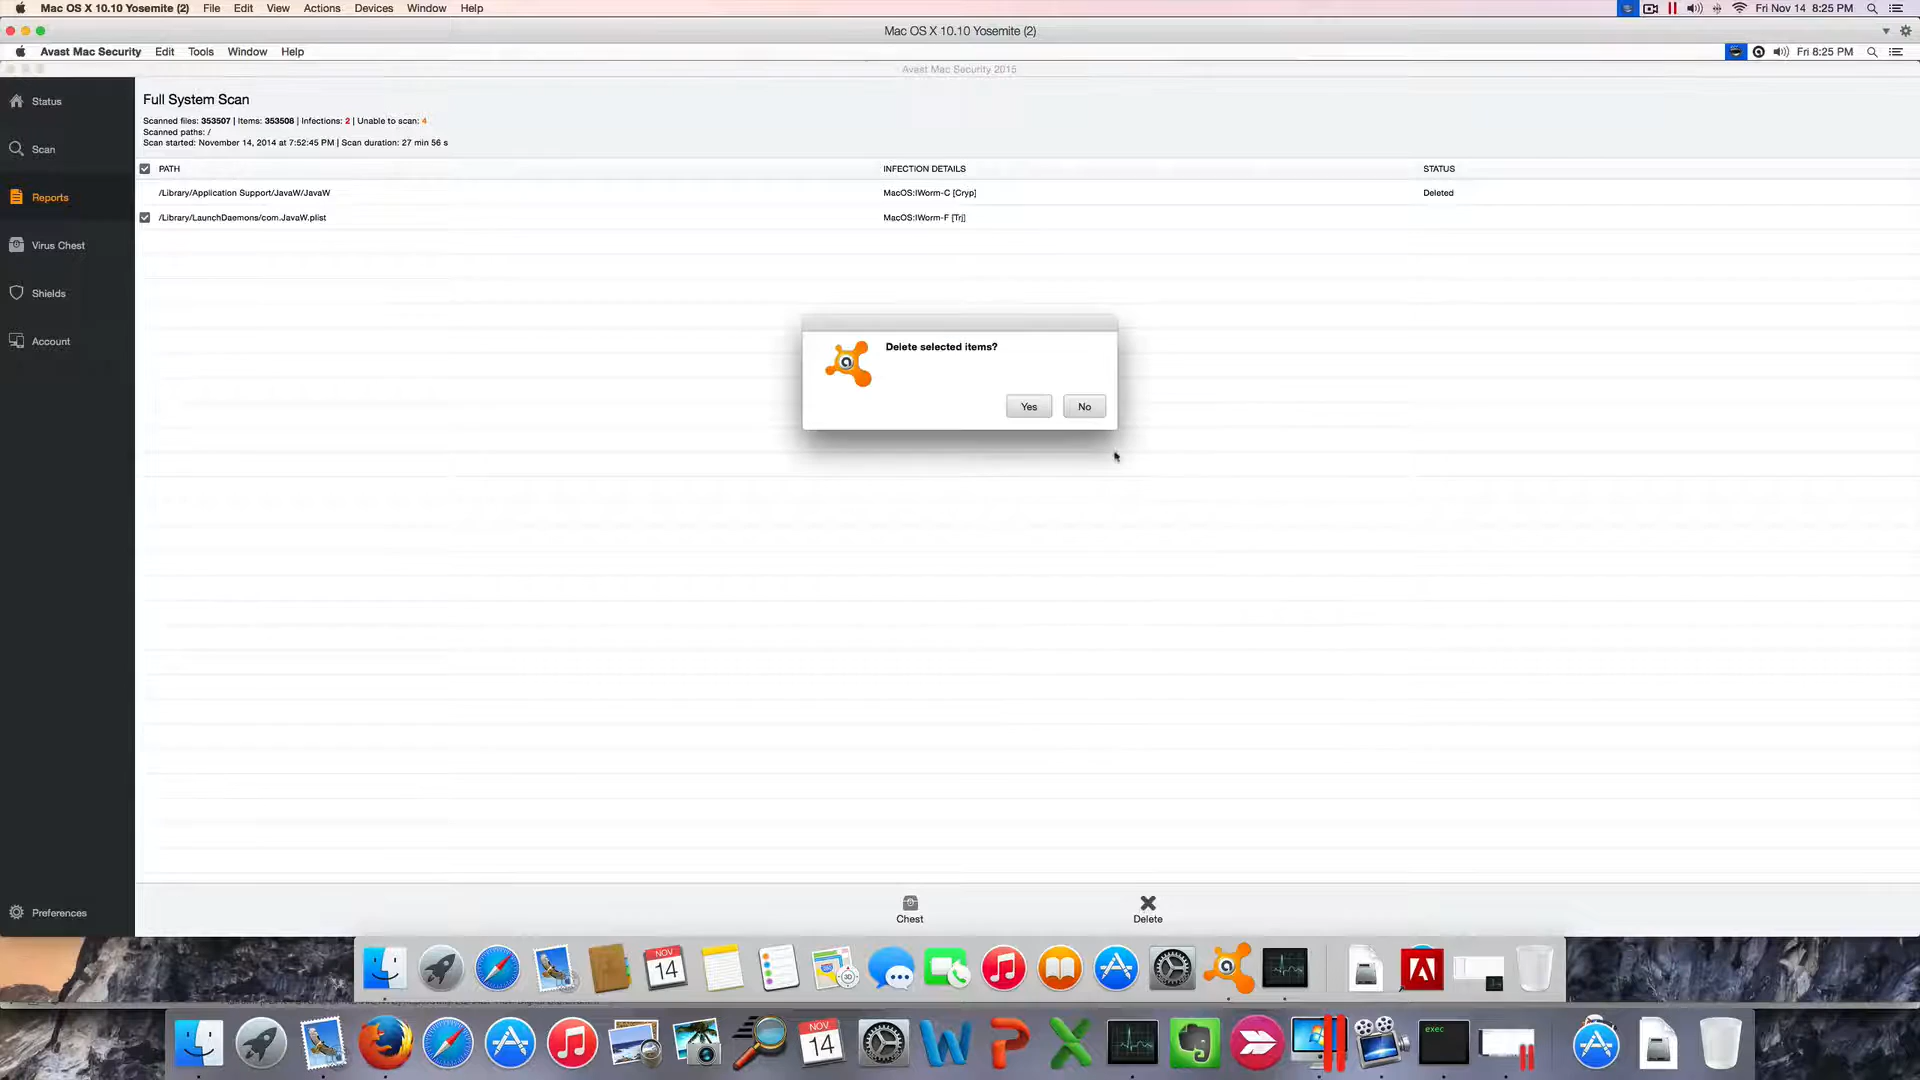 Mac OS X 10.10 Yosemite (2) File Edit View Actions Devices Window Help Fri Nov 14 8:25 PM
Mac OS X 10.10 Yosemite (2)
Avast Mac Security Edit Tools Window Help Fri 8:25 PM
Avast Mac Security 2015
Status
Scan
Reports
Virus Chest
Shields
Account
Preferences
Full System Scan
Scanned files: 353507 | Items: 353508 | Infections: 2 | Unable to scan: 4
Scanned paths: /
Scan started: November 14, 2014 at 7:52:45 PM | Scan duration: 27 min 56 s
PATH INFECTION DETAILS STATUS
/Library/Application Support/JavaW/JavaW MacOS:IWorm-C [Cryp] Deleted
/Library/LaunchDaemons/com.JavaW.plist MacOS:IWorm-F [Trj]
Delete selected items?
Yes No
Chest Delete
NOV
14
NOV
14
exec